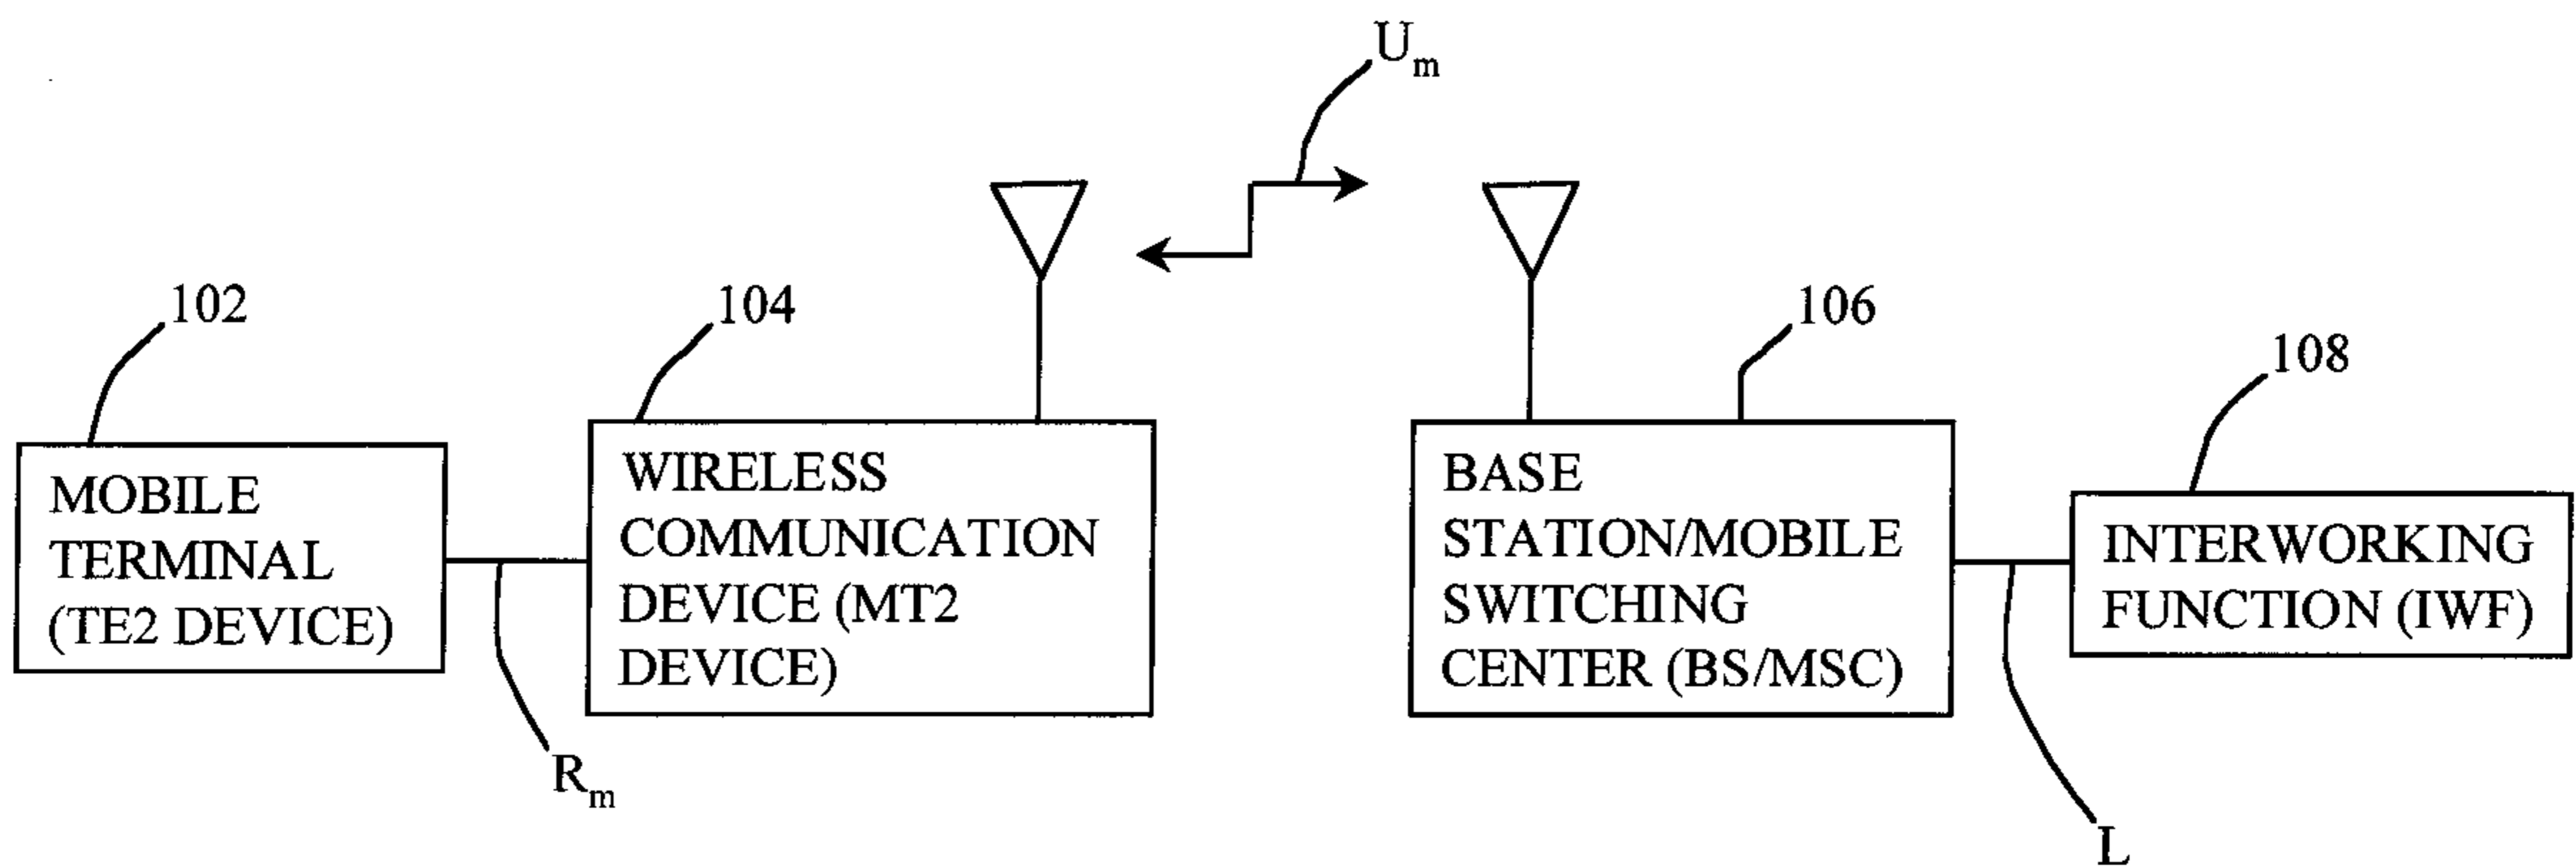 Um
102
104
106
108
MOBILE
TERMINAL
(TE2 DEVICE)
WIRELESS
COMMUNICATION
DEVICE (MT2
DEVICE)
BASE
STATION/MOBILE
SWITCHING
CENTER (BS/MSC)
INTERWORKING
FUNCTION (IWF)
Rm
L